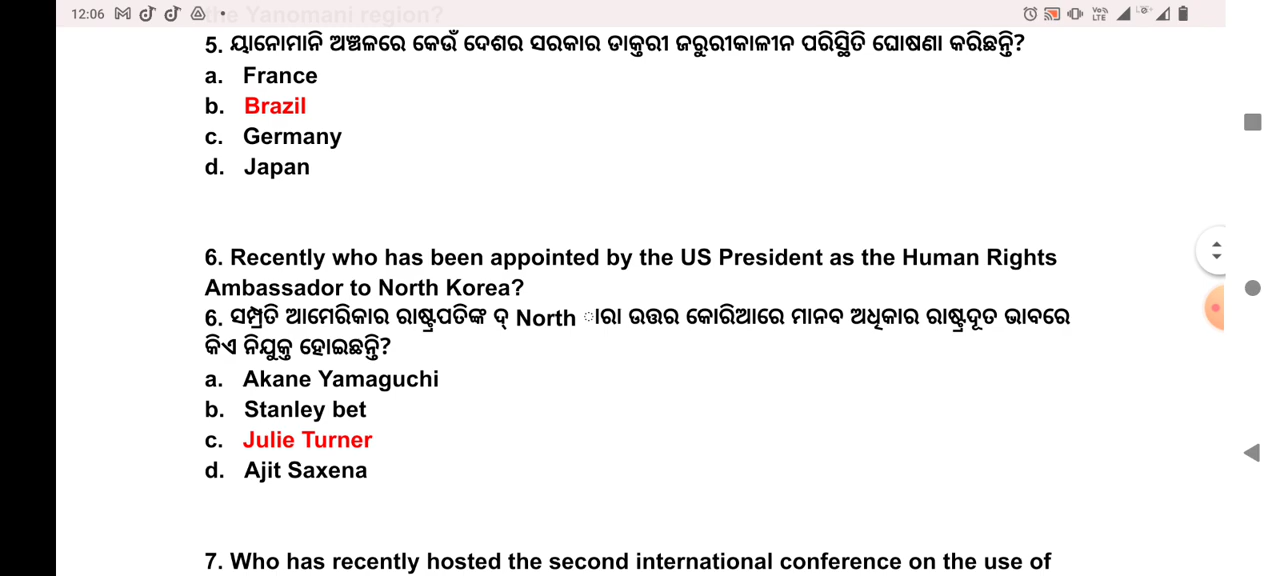 12:06
the Yanomani region?
5. ୟାନୋମାନି ଅଞ୍ଚଳରେ କେଉଁ ଦେଶର ସରକାର ଡାକ୍ତରୀ ଜରୁରୀକାଳୀନ ପରିସ୍ଥିତି ଘୋଷଣା କରିଛନ୍ତି?
a. France
b. Brazil
c. Germany
d. Japan
6. Recently who has been appointed by the US President as the Human Rights
Ambassador to North Korea?
6. ସମ୍ପ୍ରତି ଆମେରିକାର ରାଷ୍ଟ୍ରପତିଙ୍କ ଦ୍ North ାରା ଉତ୍ତର କୋରିଆରେ ମାନବ ଅଧିକାର ରାଷ୍ଟ୍ରଦୂତ ଭାବରେ
କିଏ ନିଯୁକ୍ତ ହୋଇଛନ୍ତି?
a. Akane Yamaguchi
b. Stanley bet
c. Julie Turner
d. Ajit Saxena
7. Who has recently hosted the second international conference on the use of